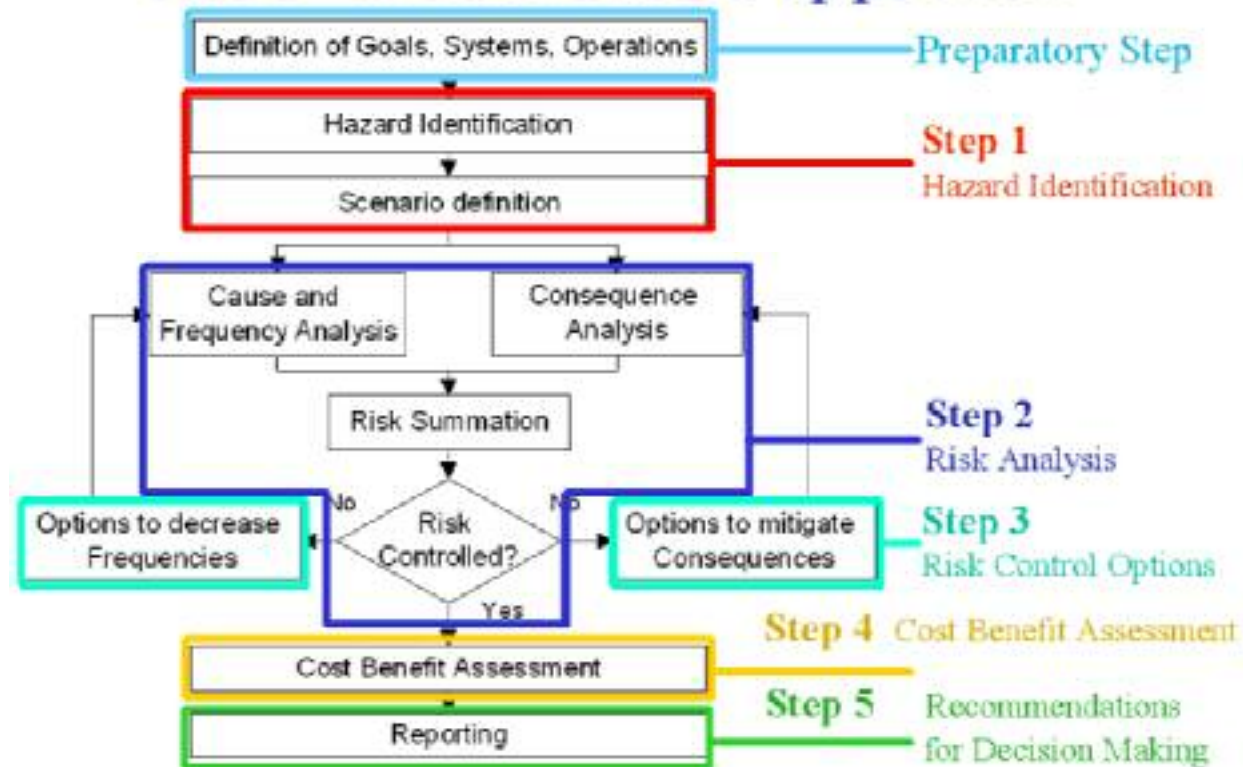 Definition of Goals, Systems, Operations
Preparatory Step
Hazard Identification
Step 1
Hazard Identification
Scenario definition
Cause and
Frequency Analysis
Consequence
Analysis
Risk Summation
Step 2
Risk Analysis
No
No
Options to decrease
Frequencies
Risk
Controlled?
Options to mitigate
Consequences
Step 3
Risk Control Options
Yes
Step 4 Cost Benefit Assessment
Cost Benefit Assessment
Step 5 Recommendations
for Decision Making
Reporting